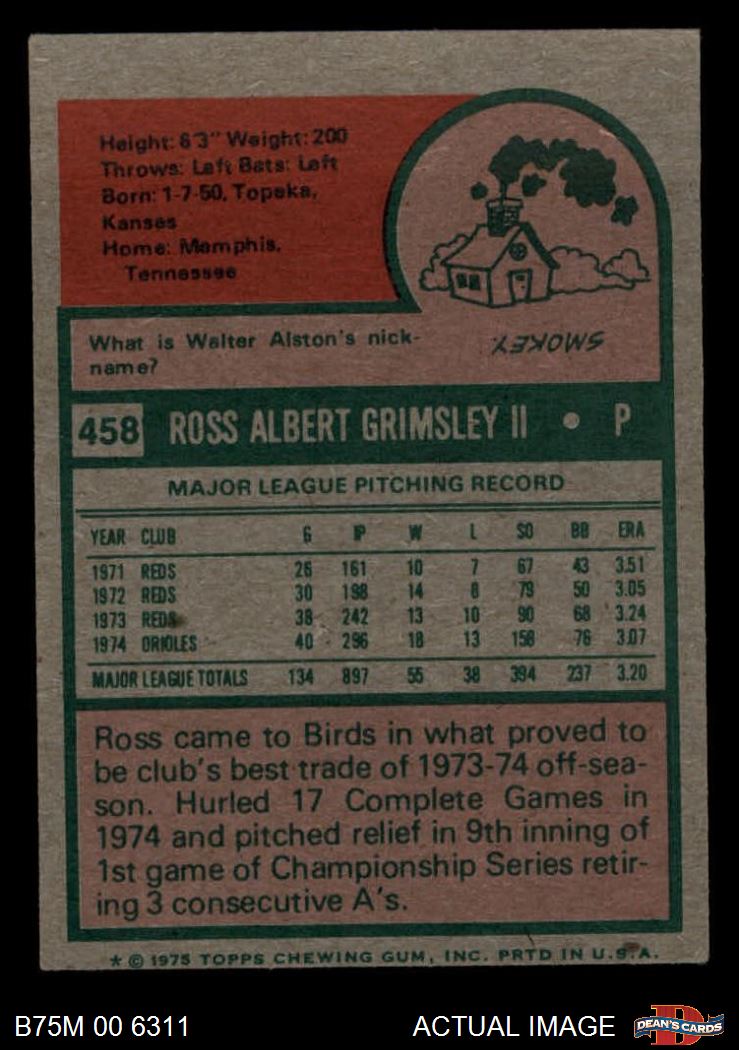 Height: 6'3" Weight: 200
Throws: Left Bats: Left
Born: 1-7-50, Topeka,
Kansas
Home: Memphis,
Tennessee
What is Walter Alston's nick-
name?
SMOKEY.
458 ROSS ALBERT GRIMSLEY II • P
MAJOR LEAGUE PITCHING RECORD
YEAR CLUB G IP W L SO BB ERA
1971 REDS 26 161 10 7 67 43 3.51
1972 REDS 30 198 14 8 79 50 3.05
1973 REDS 38 242 13 10 90 68 3.24
1974 ORIOLES 40 296 18 13 158 76 3.07
MAJOR LEAGUE TOTALS 134 897 55 38 394 237 3.20
Ross came to Birds in what proved to
be club's best trade of 1973-74 off-sea-
son. Hurled 17 Complete Games in
1974 and pitched relief in 9th inning of
1st game of Championship Series retir-
ing 3 consecutive A's.
* © 1975 TOPPS CHEWING GUM, INC. PRTD IN U.S.A.
B75M 00 6311 ACTUAL IMAGE D DEAN'S CARDS